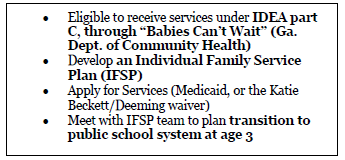 • Eligible to receive services under IDEA part
C, through “Babies Can’t Wait” (Ga.
Dept. of Community Health)
• Develop an Individual Family Service
Plan (IFSP)
• Apply for Services (Medicaid, or the Katie
Beckett/Deeming waiver)
• Meet with IFSP team to plan transition to
public school system at age 3